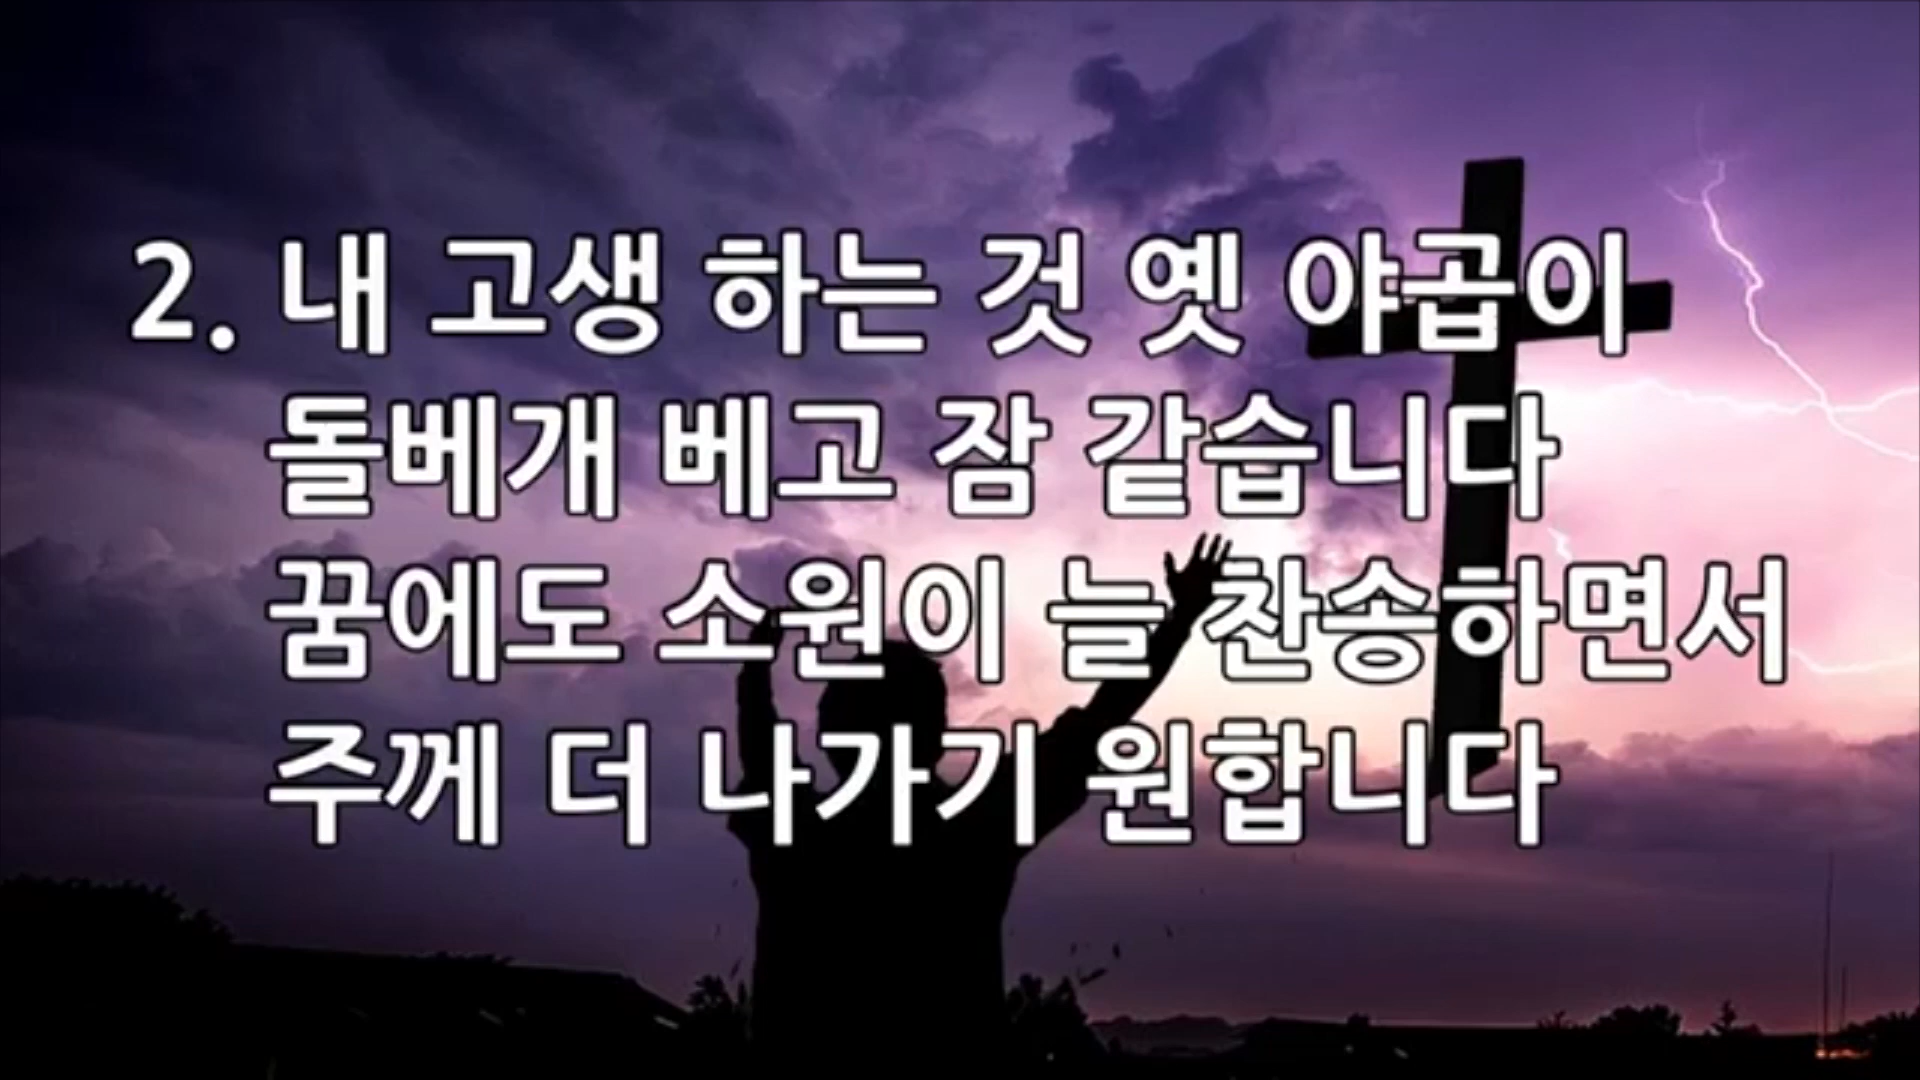 2. 내 고생 하는 것 옛 야곱이
돌베개 베고 잠 같습니다
꿈에도 소원이 늘 찬송하면서
주께 더 나가기 원합니다